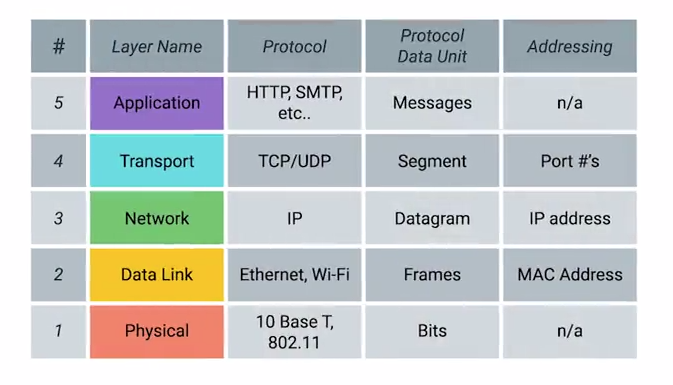 # Layer Name Protocol Protocol Data Unit Addressing
5 Application HTTP, SMTP, etc.. Messages n/a
4 Transport TCP/UDP Segment Port #'s
3 Network IP Datagram IP address
2 Data Link Ethernet, Wi-Fi Frames MAC Address
1 Physical 10 Base T, 802.11 Bits n/a